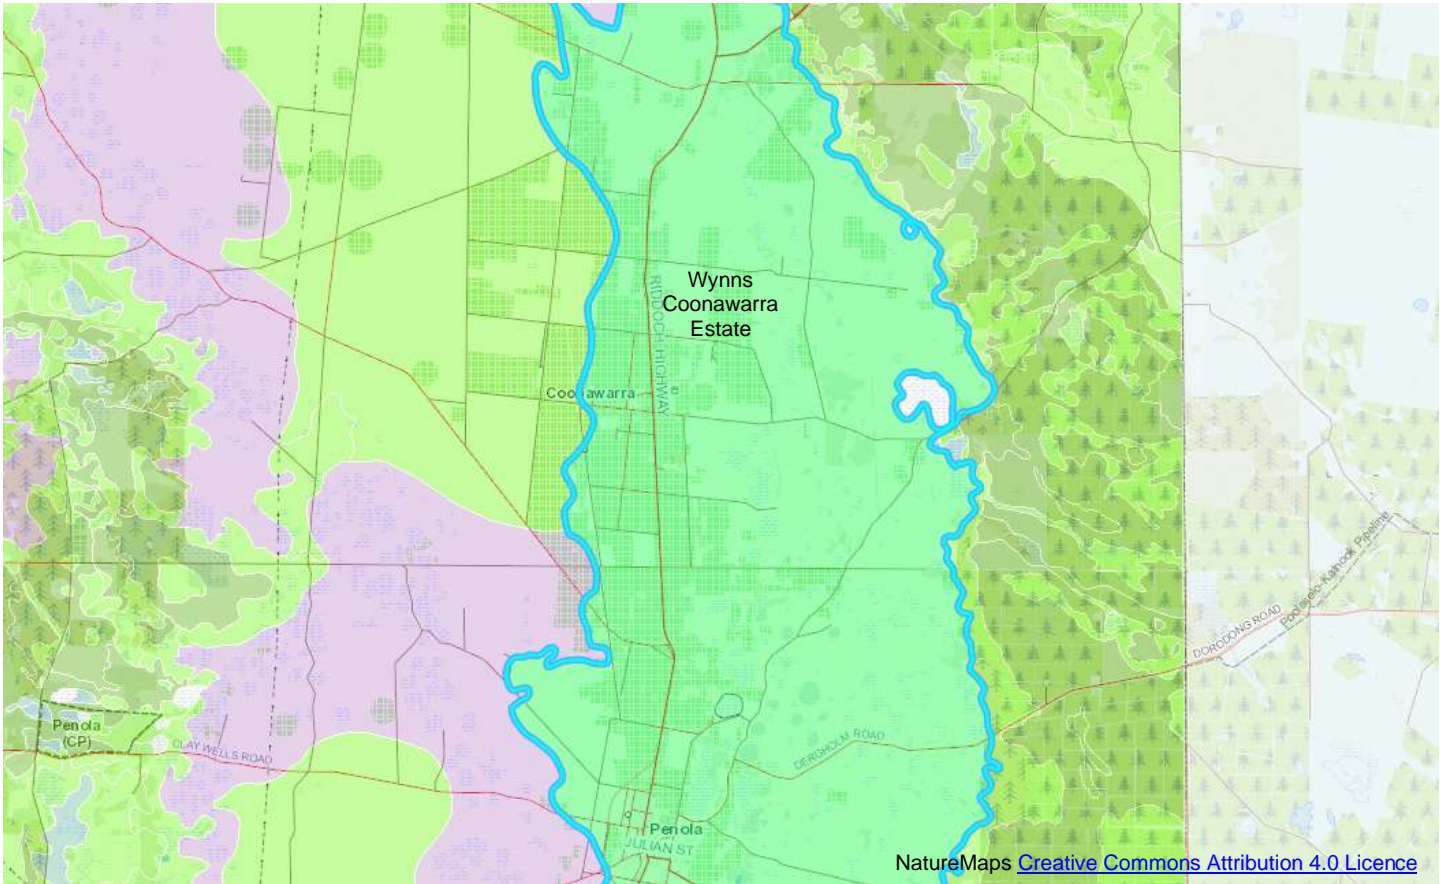 Wynns
Coonawarra
Estate
RIDDOCH HIGHWAY
Coonawarra
Poolaijelo-Katnook Pipeline
DORODONG ROAD
Penola
(CP)
CLAY WELLS ROAD
DERGHOLM ROAD
Penola
JULIAN ST
NatureMaps Creative Commons Attribution 4.0 Licence